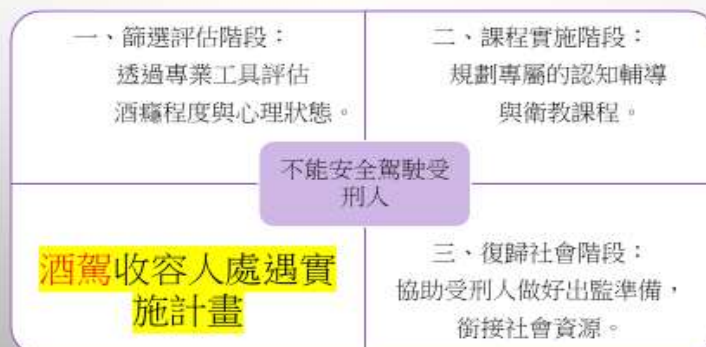 一、篩選評估階段：
透過專業工具評估
酒癮程度與心理狀態。
二、課程實施階段：
規劃專屬的認知輔導
與衛教課程。
不能安全駕駛受
刑人
酒駕收容人處遇實
施計畫
三、復歸社會階段：
協助受刑人做好出監準備，
銜接社會資源。